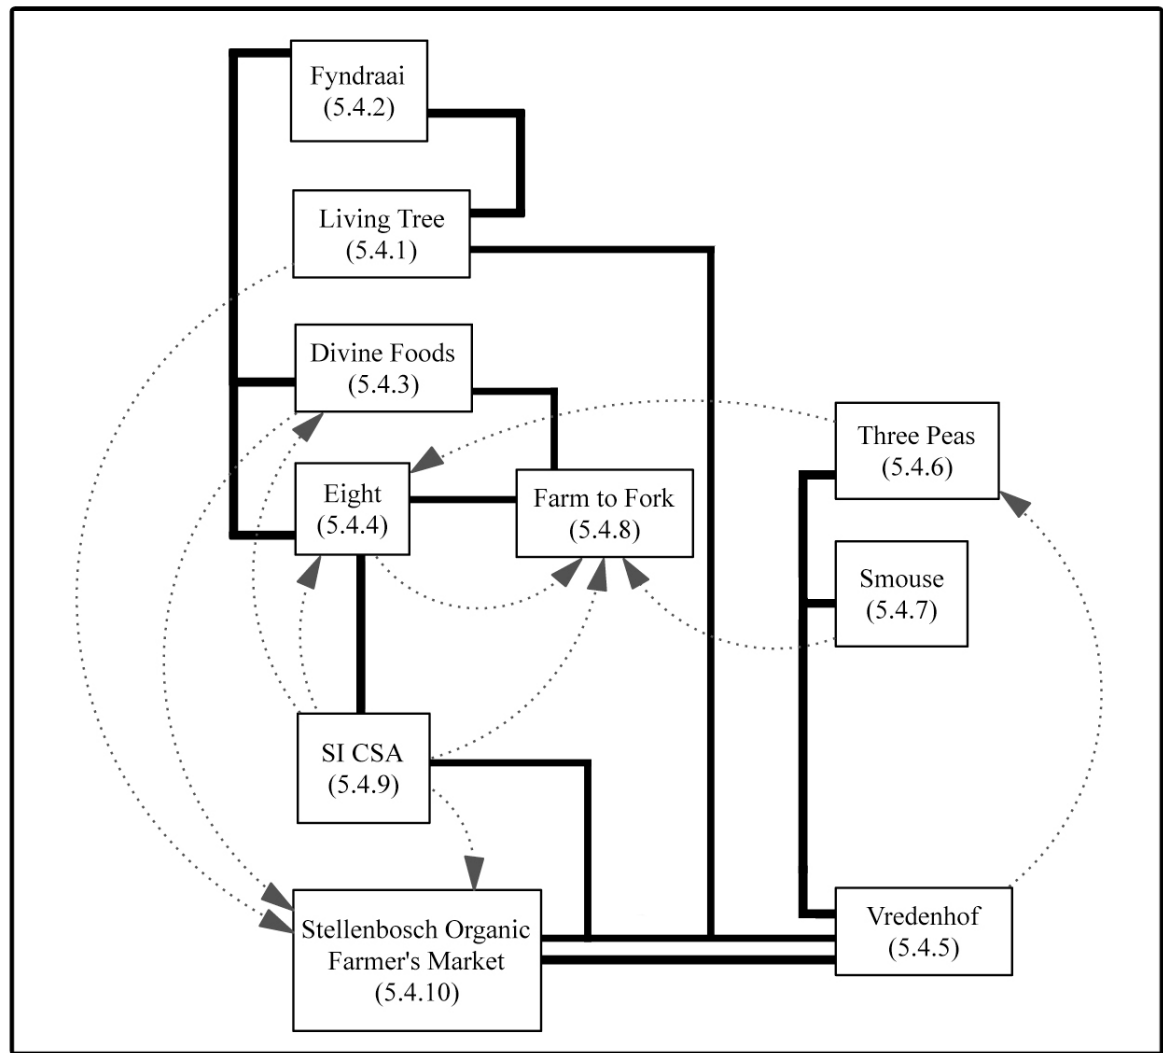 Fyndraai
(5.4.2)
Living Tree
(5.4.1)
Divine Foods
(5.4.3)
Three Peas
(5.4.6)
Eight
(5.4.4)
Farm to Fork
(5.4.8)
Smouse
(5.4.7)
SI CSA
(5.4.9)
Stellenbosch Organic
Farmer's Market
(5.4.10)
Vredenhof
(5.4.5)